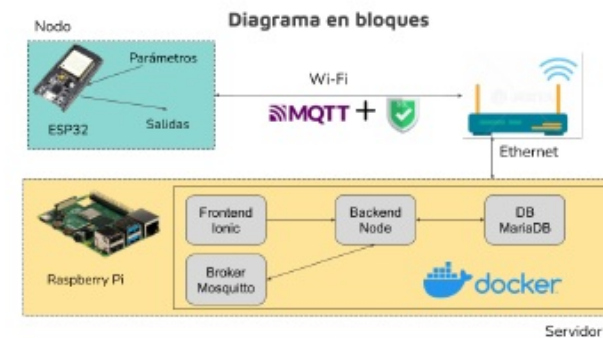 Diagrama en bloques
Nodo
Parámetros
Salidas
ESP32
Wi-Fi
MQTT +
Ethernet
Frontend
Ionic
Backend
Node
DB
MariaDB
Broker
Mosquitto
Raspberry Pi
docker
Servidor